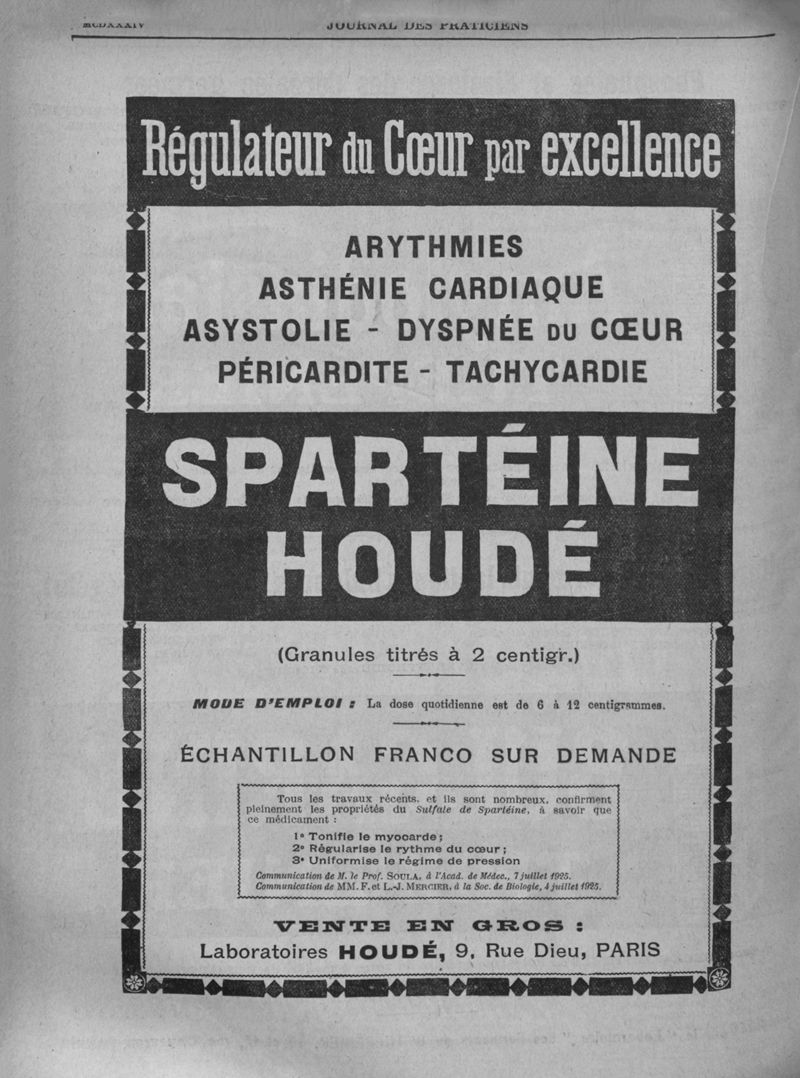 MCDXXXIV JOURNAL DES PRATICIENS
Régulateur du Cœur par excellence
ARYTHMIES
ASTHÉNIE CARDIAQUE
ASYSTOLIE - DYSPNÉE DU CŒUR
PÉRICARDITE - TACHYCARDIE
SPARTÉINE
HOUDÉ
(Granules titrés à 2 centigr.)
MODE D'EMPLOI : La dose quotidienne est de 6 à 12 centigrammes.
ÉCHANTILLON FRANCO SUR DEMANDE
Tous les travaux récents, et ils sont nombreux, confirment
pleinement les propriétés du Sulfate de Spartéine, à savoir que
ce médicament :
1° Tonifie le myocarde ;
2° Régularise le rythme du cœur ;
3° Uniformise le régime de pression
Communication de M. le Prof. SOULA, à l'Acad. de Médec., 7 juillet 1925.
Communication de MM. F. et L.-J. MERCIER, à la Soc. de Biologie, 4 juillet 1925.
VENTE EN GROS :
Laboratoires HOUDÉ, 9, Rue Dieu, PARIS